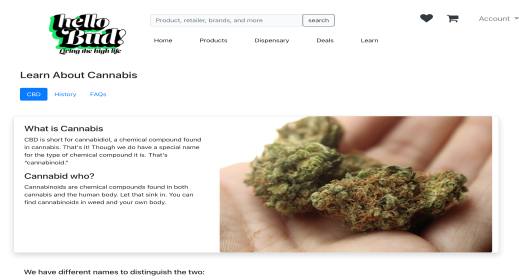 hello
Bud!
Living the high life
Product, retailer, brands, and more
search
Account
Home
Products
Dispensary
Deals
Learn
Learn About Cannabis
CBD
History
FAQs
What is Cannabis
CBD is short for cannabidiol, a chemical compound found
in cannabis. That's it! Though we do have a special name
for the type of chemical compound it is. That's
"cannabinoid."
Cannabid who?
Cannabinoids are chemical compounds found in both
cannabis and the human body. Let that sink in. You can
find cannabinoids in weed and your own body.
We have different names to distinguish the two: